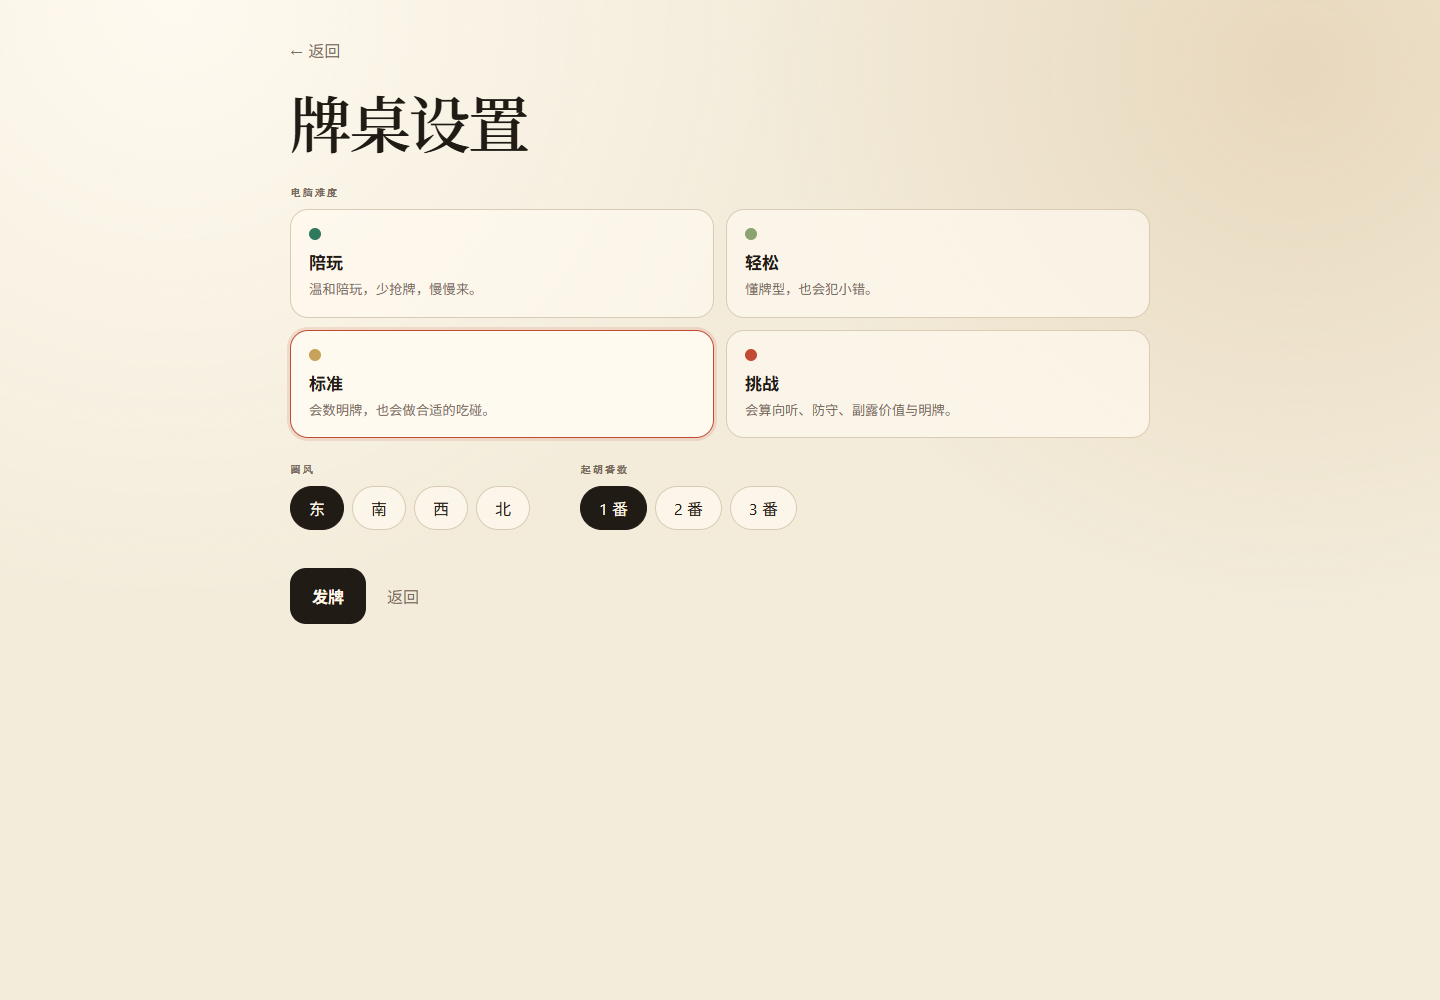 ← 返回
牌桌设置
电脑难度
陪玩
温和陪玩，少抢牌，慢慢来。
轻松
懂牌型，也会犯小错。
标准
会数明牌，也会做合适的吃碰。
挑战
会算向听、防守、副露价值与明牌。
圈风
东 南 西 北
起胡番数
1 番 2 番 3 番
发牌 返回